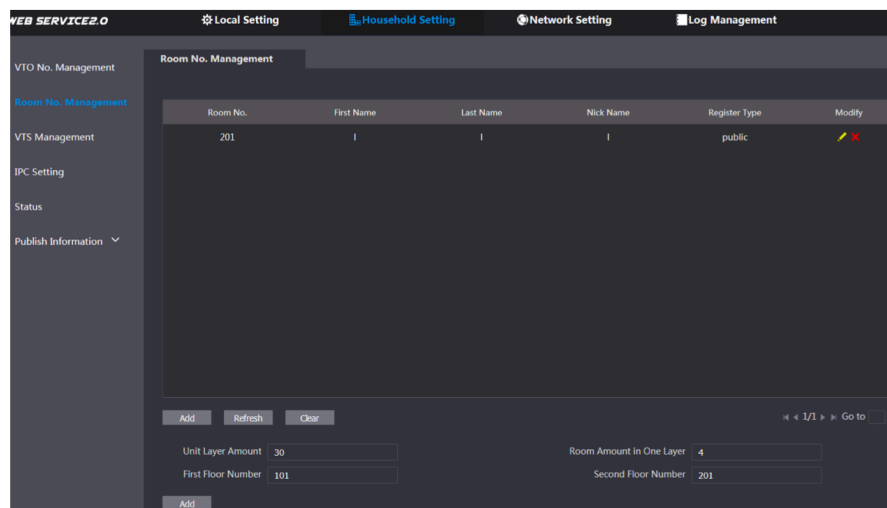 WEB SERVICE2.0 Local Setting Household Setting Network Setting Log Management
VTO No. Management
Room No. Management
VTS Management
IPC Setting
Status
Publish Information
Room No. Management
Room No. First Name Last Name Nick Name Register Type Modify
201 l l l public
Add Refresh Clear
1/1 Go to
Unit Layer Amount 30 Room Amount in One Layer 4
First Floor Number 101 Second Floor Number 201
Add